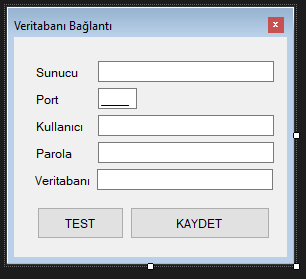 Veritabanı Bağlantı
Sunucu
Port
Kullanıcı
Parola
Veritabanı
TEST KAYDET